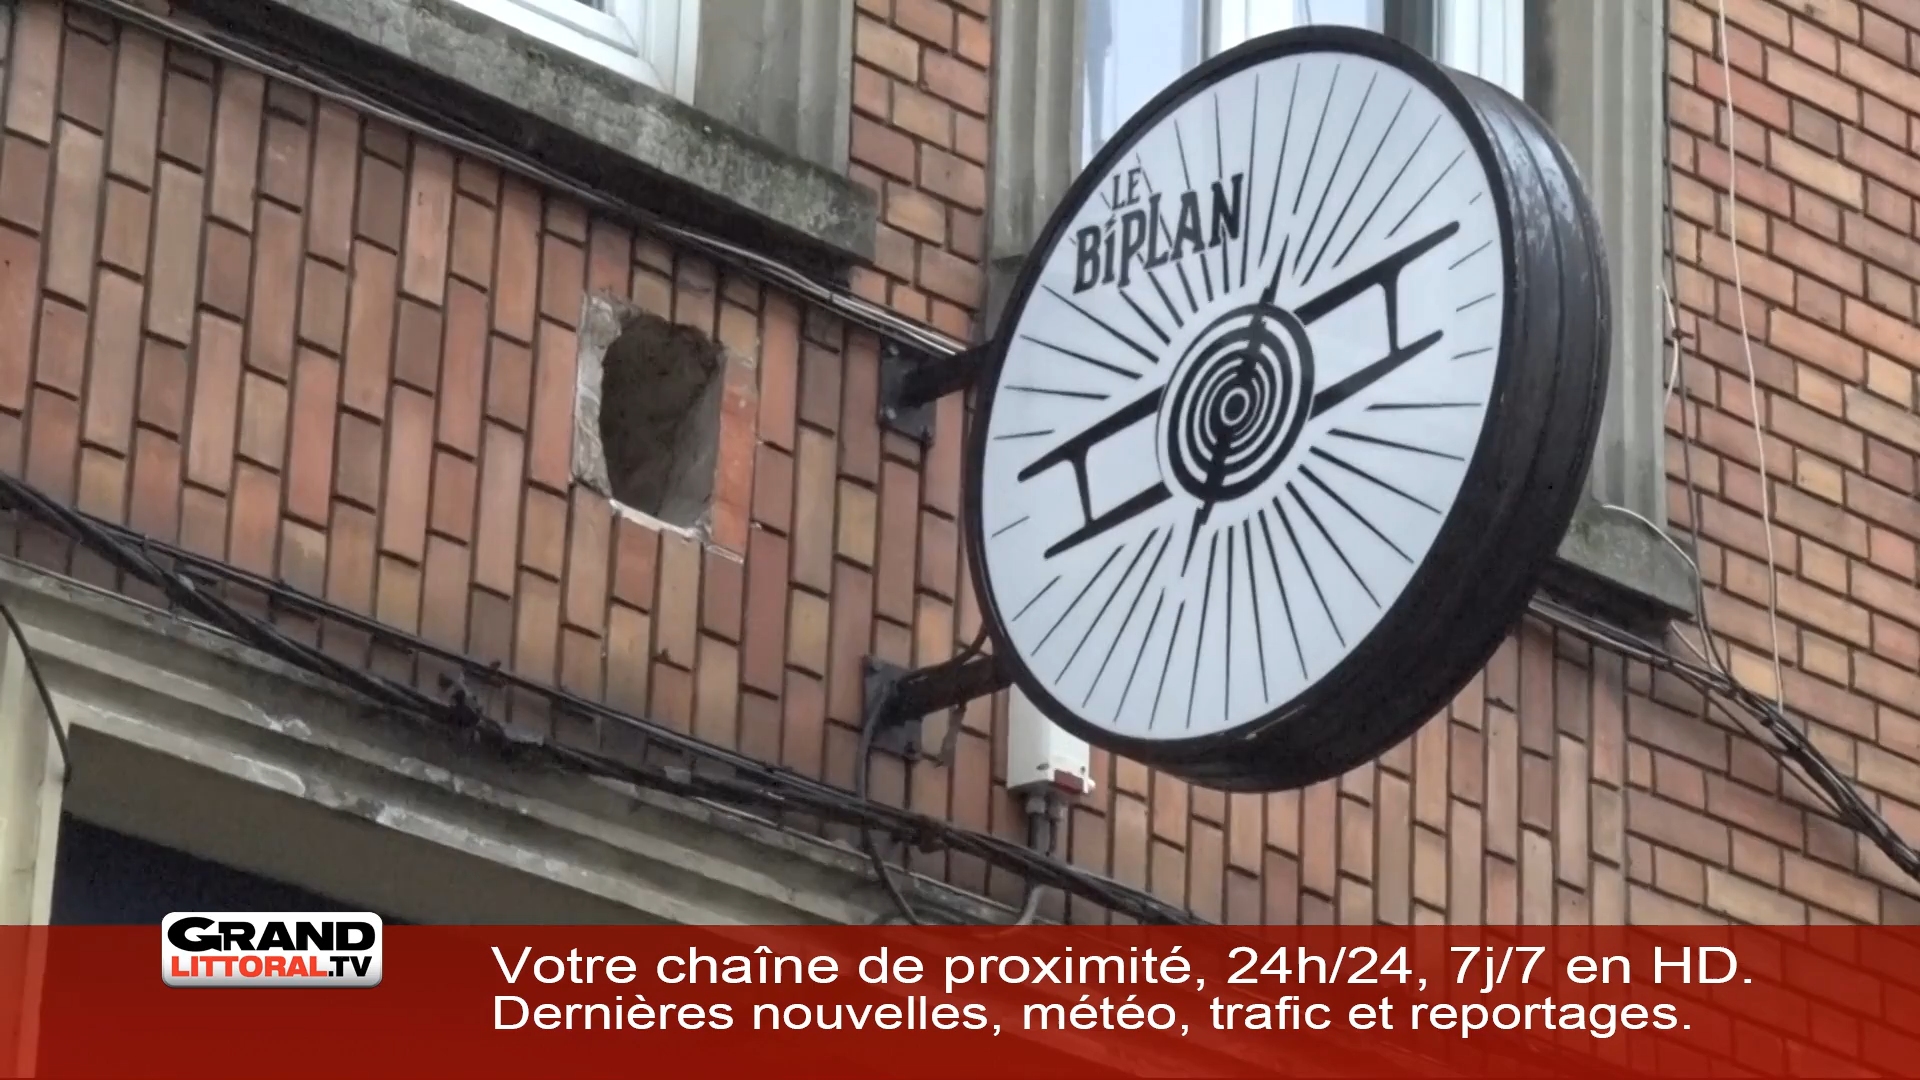 LE
BiPLAN
GRAND
LITTORAL.TV
Votre chaîne de proximité, 24h/24, 7j/7 en HD.
Dernières nouvelles, météo, trafic et reportages.